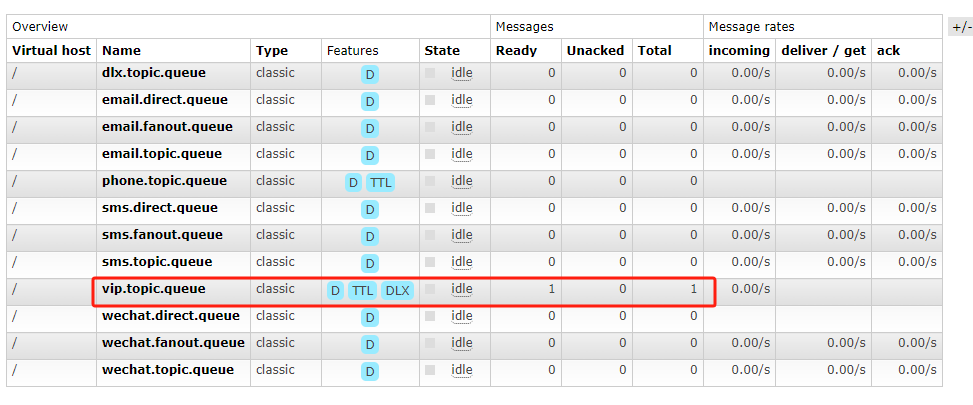 Overview Messages Message rates +/-
Virtual host Name Type Features State Ready Unacked Total incoming deliver / get ack
/ dlx.topic.queue classic D idle 0 0 0 0.00/s 0.00/s 0.00/s
/ email.direct.queue classic D idle 0 0 0 0.00/s 0.00/s 0.00/s
/ email.fanout.queue classic D idle 0 0 0 0.00/s 0.00/s 0.00/s
/ email.topic.queue classic D idle 0 0 0 0.00/s 0.00/s 0.00/s
/ phone.topic.queue classic D TTL idle 0 0 0
/ sms.direct.queue classic D idle 0 0 0 0.00/s 0.00/s 0.00/s
/ sms.fanout.queue classic D idle 0 0 0 0.00/s 0.00/s 0.00/s
/ sms.topic.queue classic D idle 0 0 0 0.00/s 0.00/s 0.00/s
/ vip.topic.queue classic D TTL DLX idle 1 0 1 0.00/s
/ wechat.direct.queue classic D idle 0 0 0
/ wechat.fanout.queue classic D idle 0 0 0 0.00/s 0.00/s 0.00/s
/ wechat.topic.queue classic D idle 0 0 0 0.00/s 0.00/s 0.00/s